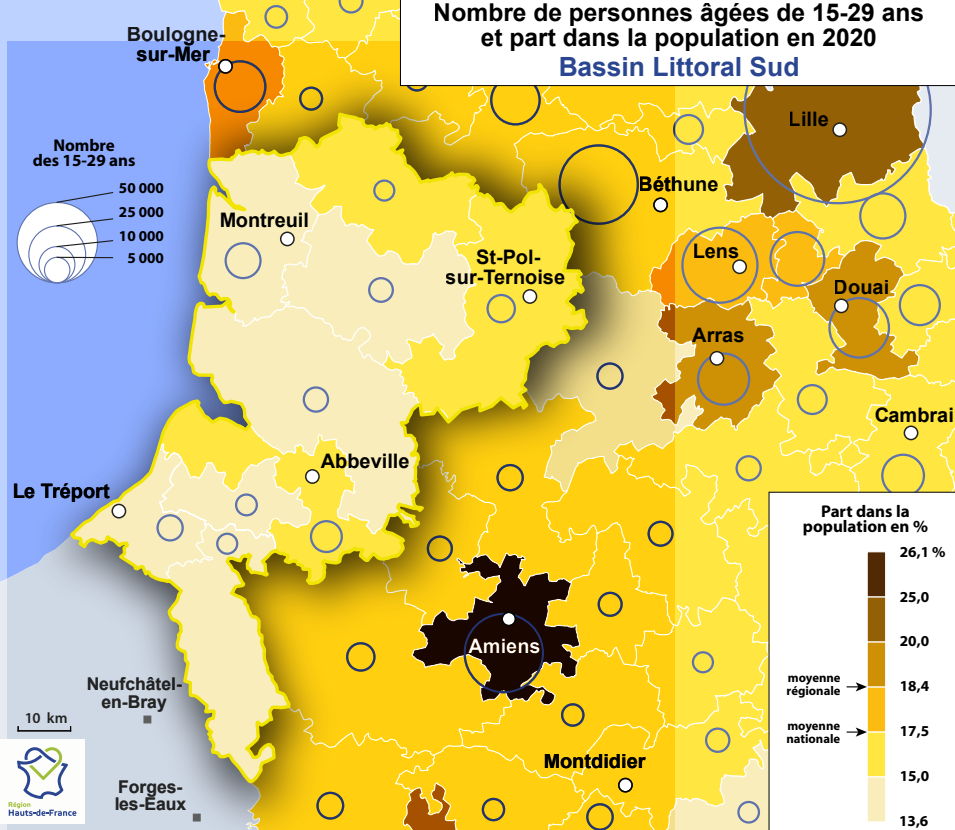 Nombre de personnes âgées de 15-29 ans
et part dans la population en 2020
Bassin Littoral Sud
Boulogne-
sur-Mer
Lille
Nombre
des 15-29 ans
50 000
25 000
10 000
5 000
Béthune
Montreuil
St-Pol-
sur-Ternoise
Lens
Douai
Arras
Cambrai
Abbeville
Le Tréport
Part dans la
population en %
26,1 %
25,0
20,0
moyenne
régionale
18,4
moyenne
nationale
17,5
15,0
13,6
Amiens
Neufchâtel-
en-Bray
10 km
Montdidier
Forges-
les-Eaux
Région
Hauts-de-France